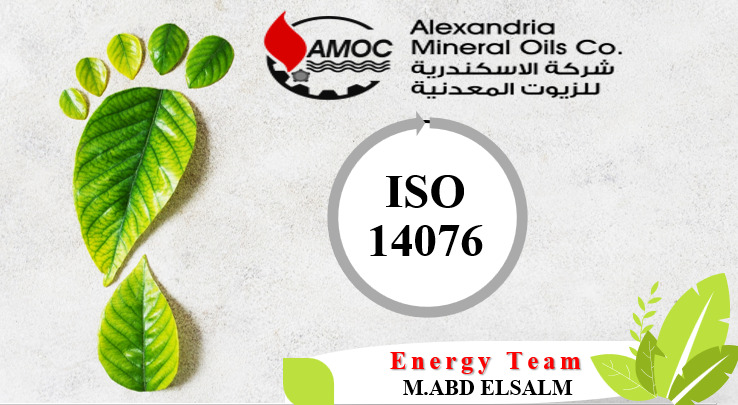 AMOC
Alexandria
Mineral Oils Co.
شركة الاسكندرية
للزيوت المعدنية
ISO
14076
Energy Team
M.ABD ELSALM